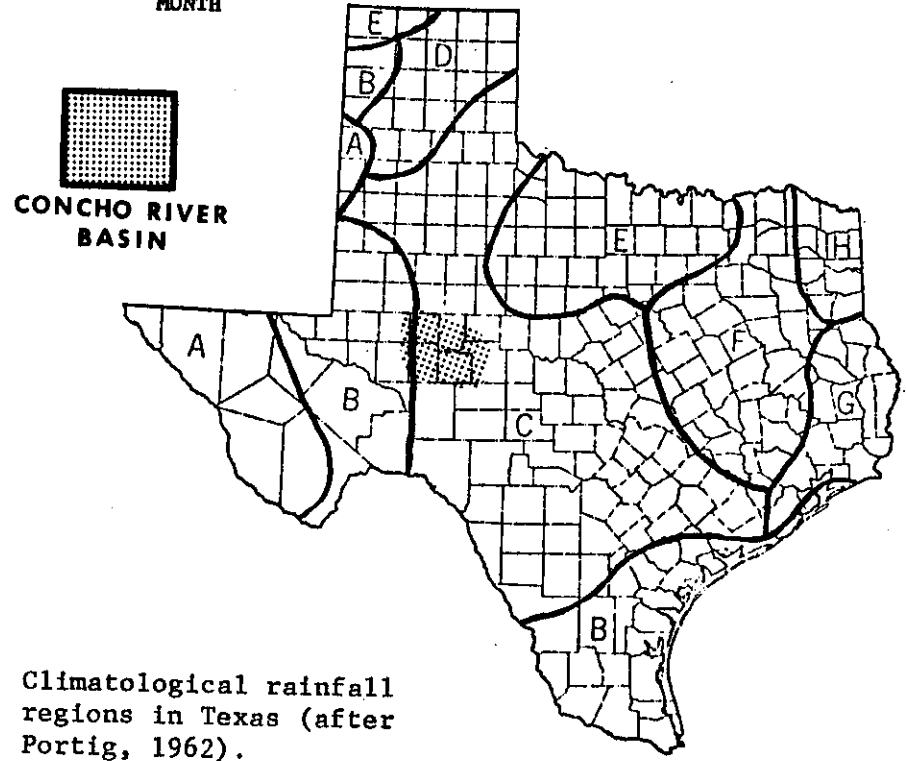 MONTH
E
D
B
A
CONCHO RIVER
BASIN
E
H
A
F
B
G
C
B
Climatological rainfall
regions in Texas (after
Portig, 1962).